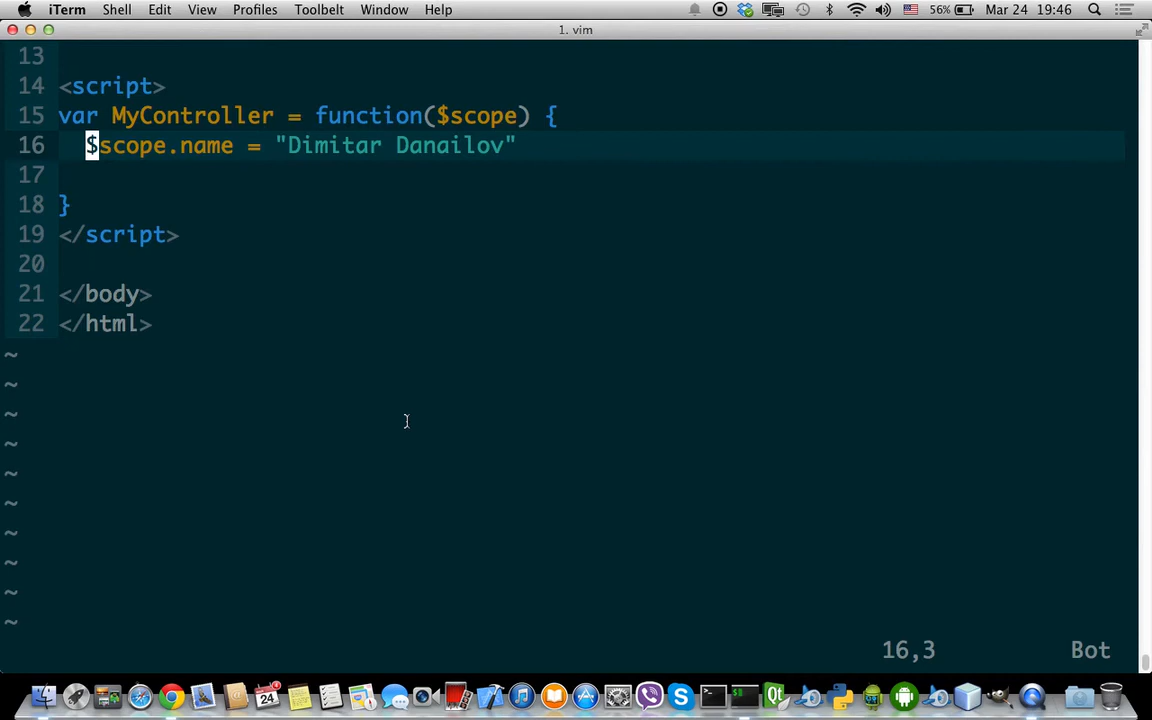 iTerm Shell Edit View Profiles Toolbelt Window Help 56% Mar 24 19:46
1. vim
13
14 <script>
15 var MyController = function($scope) {
16   $scope.name = "Dimitar Danailov"
17
18 }
19 </script>
20
21 </body>
22 </html>
~
~
~
~
~
~
~
~
~
~
16,3 Bot